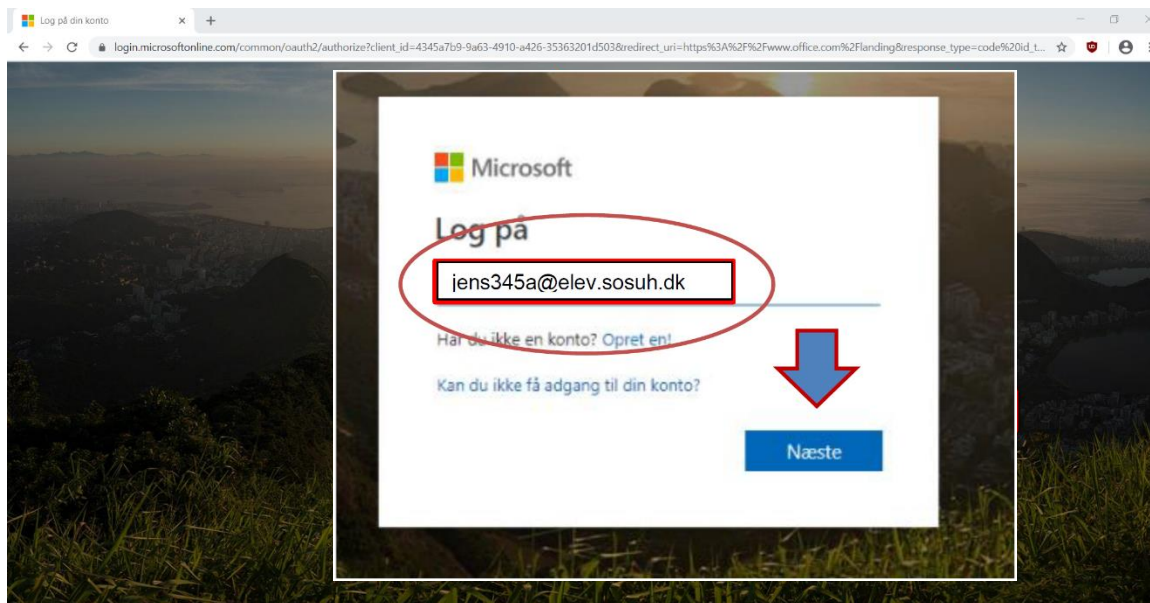 Log på din konto
login.microsoftonline.com/common/oauth2/authorize?client_id=4345a7b9-9a63-4910-a426-35363201d503&redirect_uri=https%3A%2F%2Fwww.office.com%2Flanding&response_type=code%20id_t...
Microsoft
Log på
jens345a@elev.sosuh.dk
Har du ikke en konto? Opret en!
Kan du ikke få adgang til din konto?
Næste